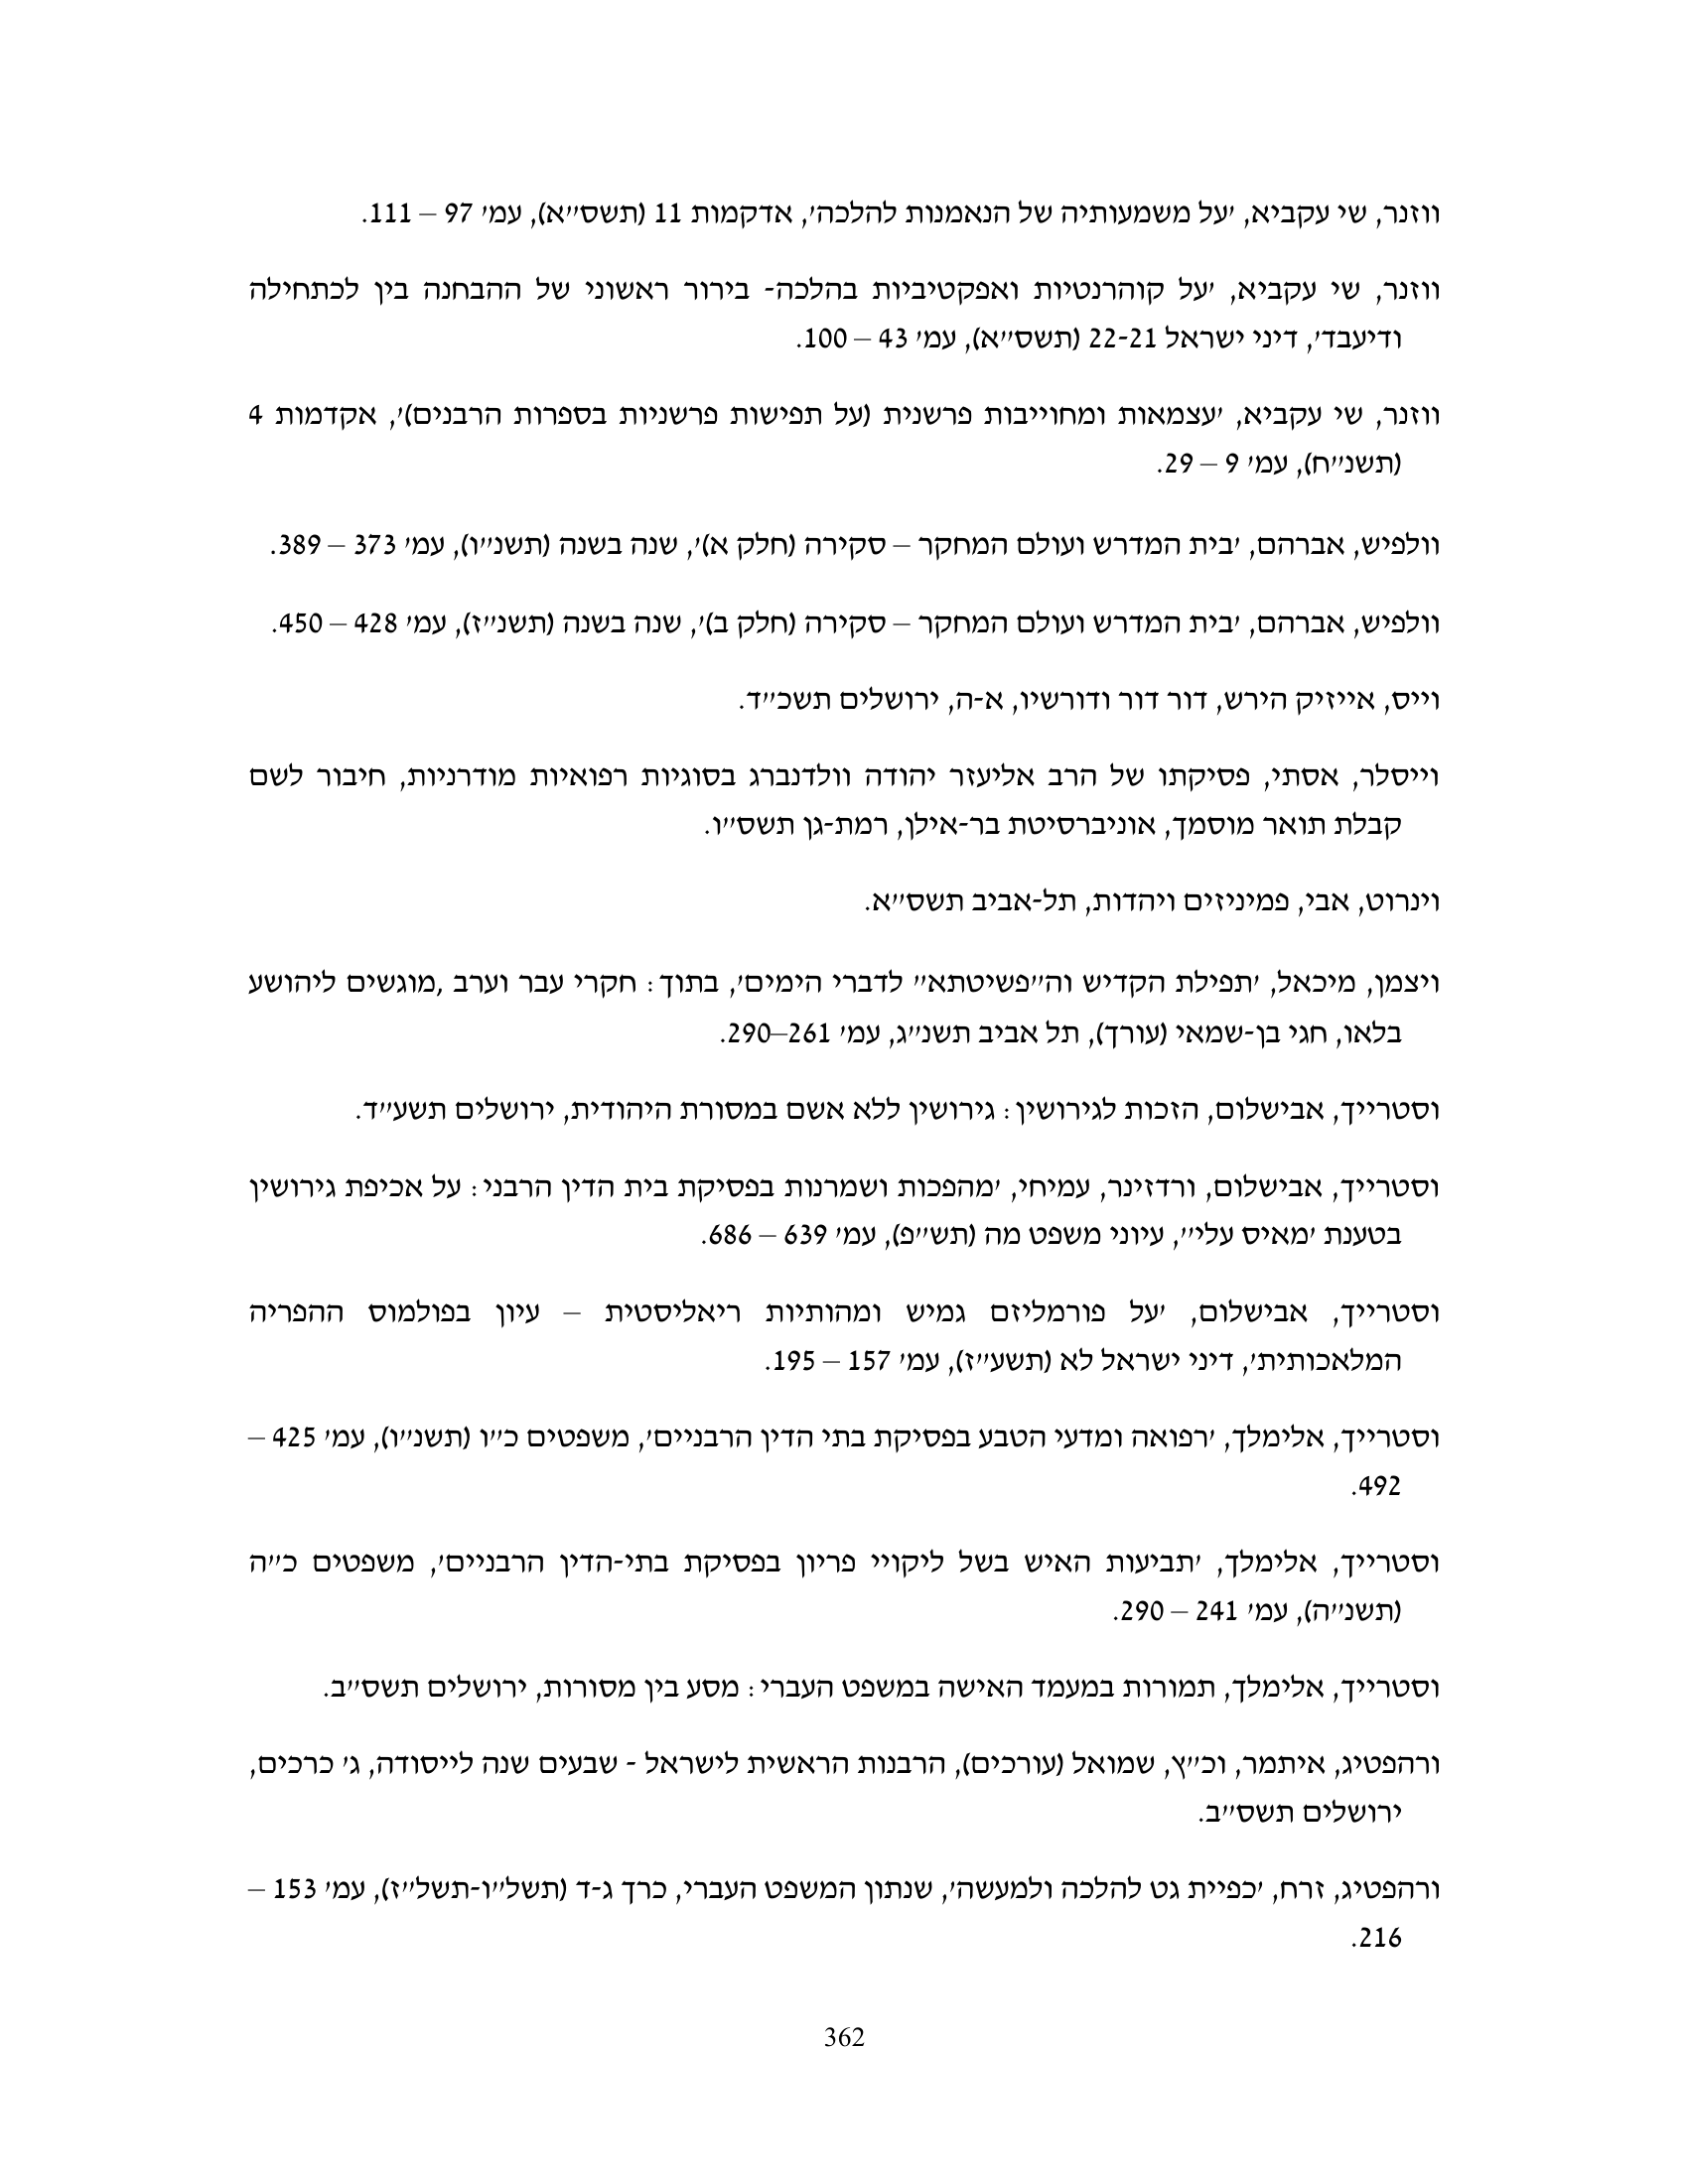 ווזנר, שי עקביא, 'על משמעותיה של הנאמנות להלכה', אדקמות 11 (תשס"א), עמ' 97 – 111.
ווזנר, שי עקביא, 'על קוהרנטיות ואפקטיביות בהלכה- בירור ראשוני של ההבחנה בין לכתחילה
ודיעבד', דיני ישראל 22-21 (תשס"א), עמ' 43 – 100.
ווזנר, שי עקביא, 'עצמאות ומחוייבות פרשנית (על תפישות פרשניות בספרות הרבנים)', אקדמות 4
(תשנ"ח), עמ' 9 – 29.
וולפיש, אברהם, 'בית המדרש ועולם המחקר – סקירה (חלק א)', שנה בשנה (תשנ"ו), עמ' 373 – 389.
וולפיש, אברהם, 'בית המדרש ועולם המחקר – סקירה (חלק ב)', שנה בשנה (תשנ"ז), עמ' 428 – 450.
וייס, אייזיק הירש, דור דור ודורשיו, א-ה, ירושלים תשכ"ד.
וייסלר, אסתי, פסיקתו של הרב אליעזר יהודה וולדנברג בסוגיות רפואיות מודרניות, חיבור לשם
קבלת תואר מוסמך, אוניברסיטת בר-אילן, רמת-גן תשס"ו.
וינרוט, אבי, פמיניזים ויהדות, תל-אביב תשס"א.
ויצמן, מיכאל, 'תפילת הקדיש וה"פשיטתא" לדברי הימים', בתוך: חקרי עבר וערב ,מוגשים ליהושע
בלאו, חגי בן-שמאי (עורך), תל אביב תשנ"ג, עמ' 261–290.
וסטרייך, אבישלום, הזכות לגירושין: גירושין ללא אשם במסורת היהודית, ירושלים תשע"ד.
וסטרייך, אבישלום, ורדזינר, עמיחי, 'מהפכות ושמרנות בפסיקת בית הדין הרבני: על אכיפת גירושין
בטענת 'מאיס עלי'', עיוני משפט מה (תש"פ), עמ' 639 – 686.
וסטרייך, אבישלום, 'על פורמליזם גמיש ומהותיות ריאליסטית – עיון בפולמוס ההפריה
המלאכותית', דיני ישראל לא (תשע"ז), עמ' 157 – 195.
וסטרייך, אלימלך, 'רפואה ומדעי הטבע בפסיקת בתי הדין הרבניים', משפטים כ"ו (תשנ"ו), עמ' 425 –
492.
וסטרייך, אלימלך, 'תביעות האיש בשל ליקויי פריון בפסיקת בתי-הדין הרבניים', משפטים כ"ה
(תשנ"ה), עמ' 241 – 290.
וסטרייך, אלימלך, תמורות במעמד האישה במשפט העברי: מסע בין מסורות, ירושלים תשס"ב.
ורהפטיג, איתמר, וכ"ץ, שמואל (עורכים), הרבנות הראשית לישראל - שבעים שנה לייסודה, ג' כרכים,
ירושלים תשס"ב.
ורהפטיג, זרח, 'כפיית גט להלכה ולמעשה', שנתון המשפט העברי, כרך ג-ד (תשל"ו-תשל"ז), עמ' 153 –
216.
362